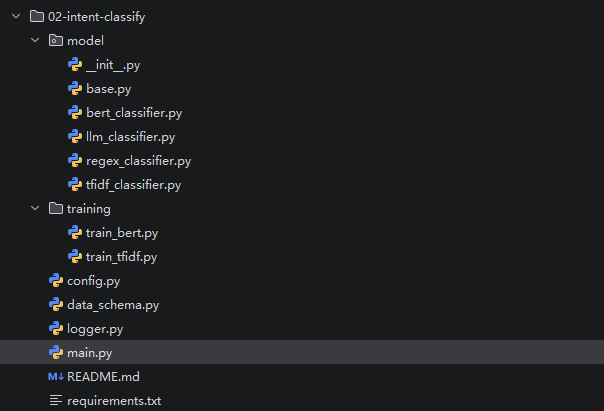 02-intent-classify
model
__init__.py
base.py
bert_classifier.py
llm_classifier.py
regex_classifier.py
tfidf_classifier.py
training
train_bert.py
train_tfidf.py
config.py
data_schema.py
logger.py
main.py
M↓ README.md
requirements.txt